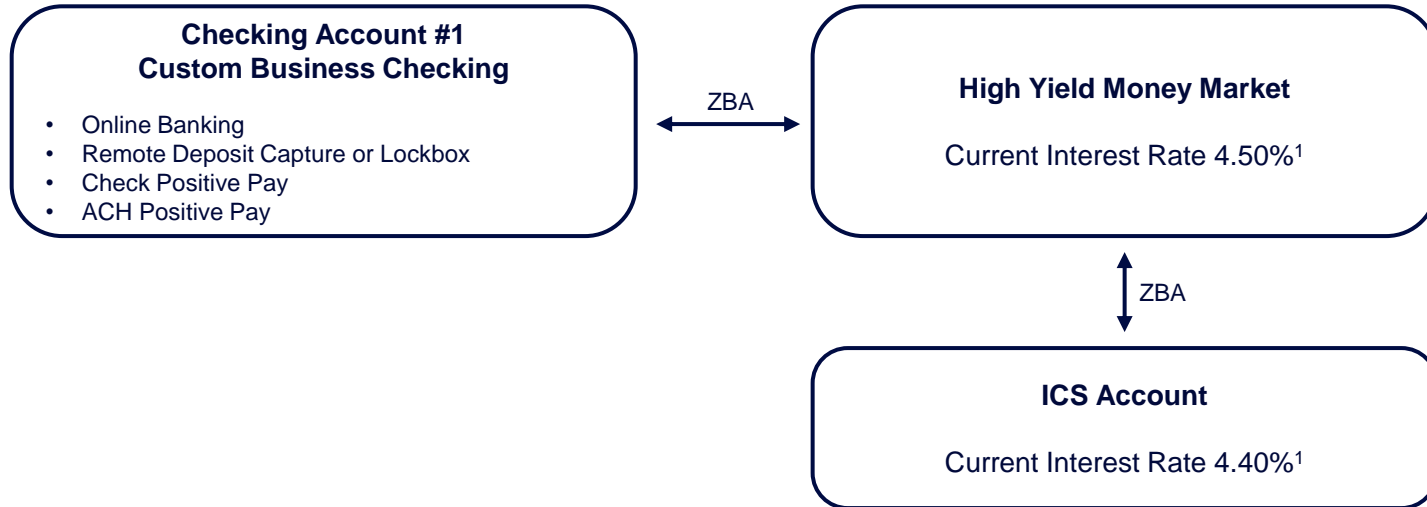 Checking Account #1
Custom Business Checking
• Online Banking
• Remote Deposit Capture or Lockbox
• Check Positive Pay
• ACH Positive Pay
ZBA
High Yield Money Market
Current Interest Rate 4.50%¹
ZBA
ICS Account
Current Interest Rate 4.40%¹